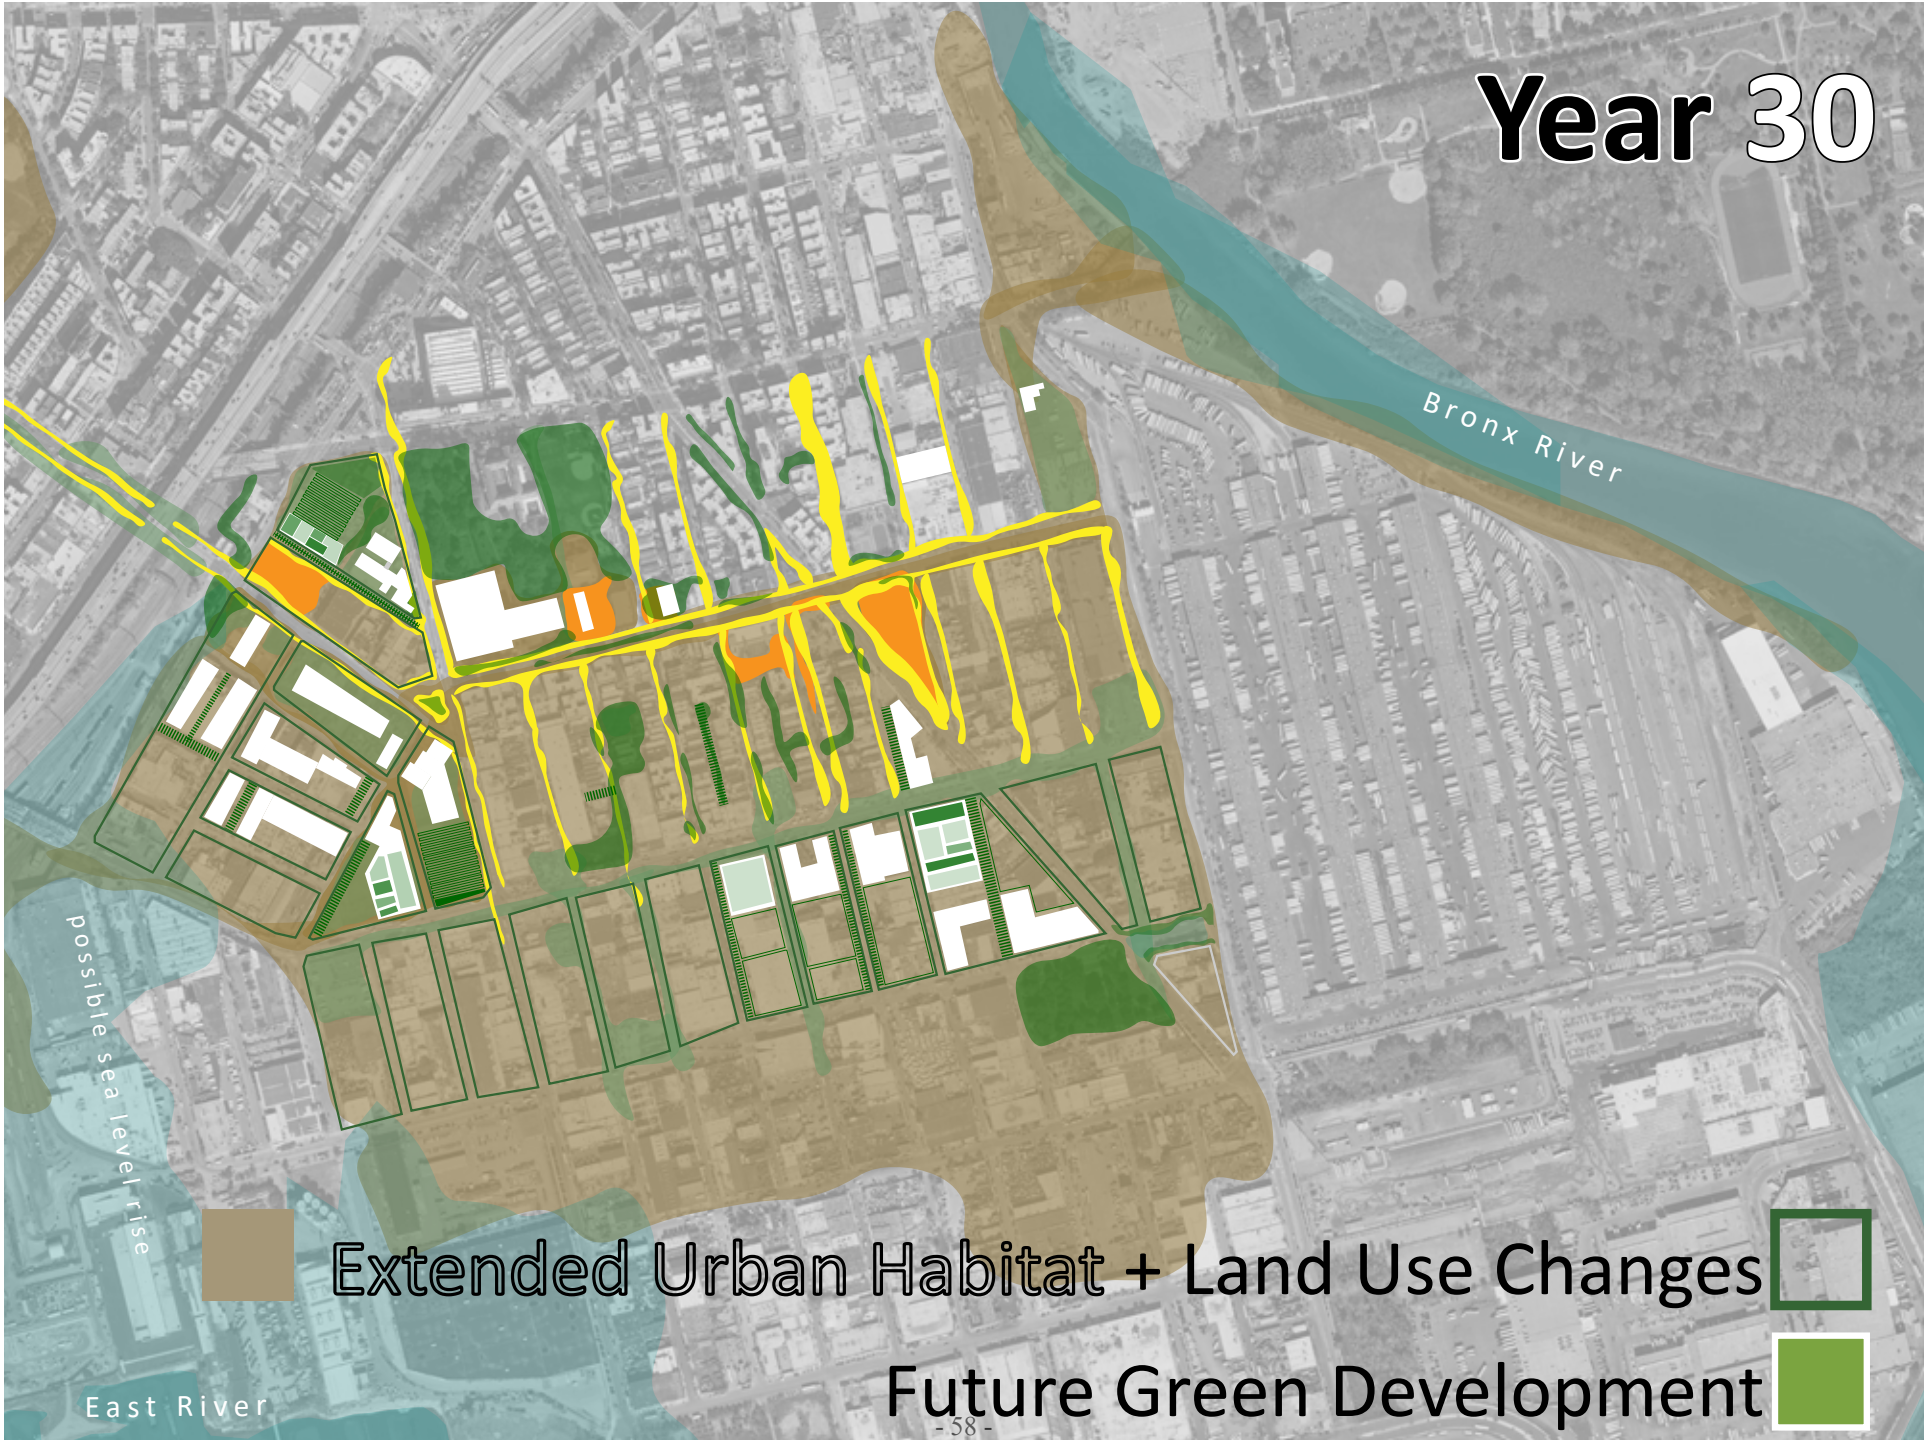 Year 30
Bronx River
possible sea level rise
Extended Urban Habitat + Land Use Changes
Future Green Development
East River
- 58 -